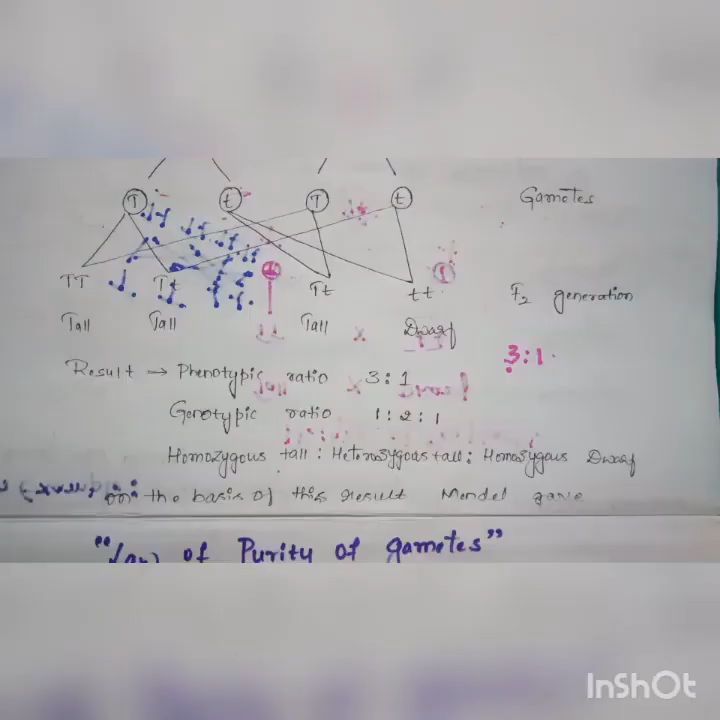 T t T t Gametes
TT Tt Tt tt F2 generation
Tall Tall Tall x Dwarf
3:1.
Result → Phenotypic ratio 3:1
Genotypic ratio 1:2:1
Homozygous tall : Heterozygous tall : Homozygous Dwarf
on the basis of this result Mendel gave
"Law of Purity of gametes"
InShOt